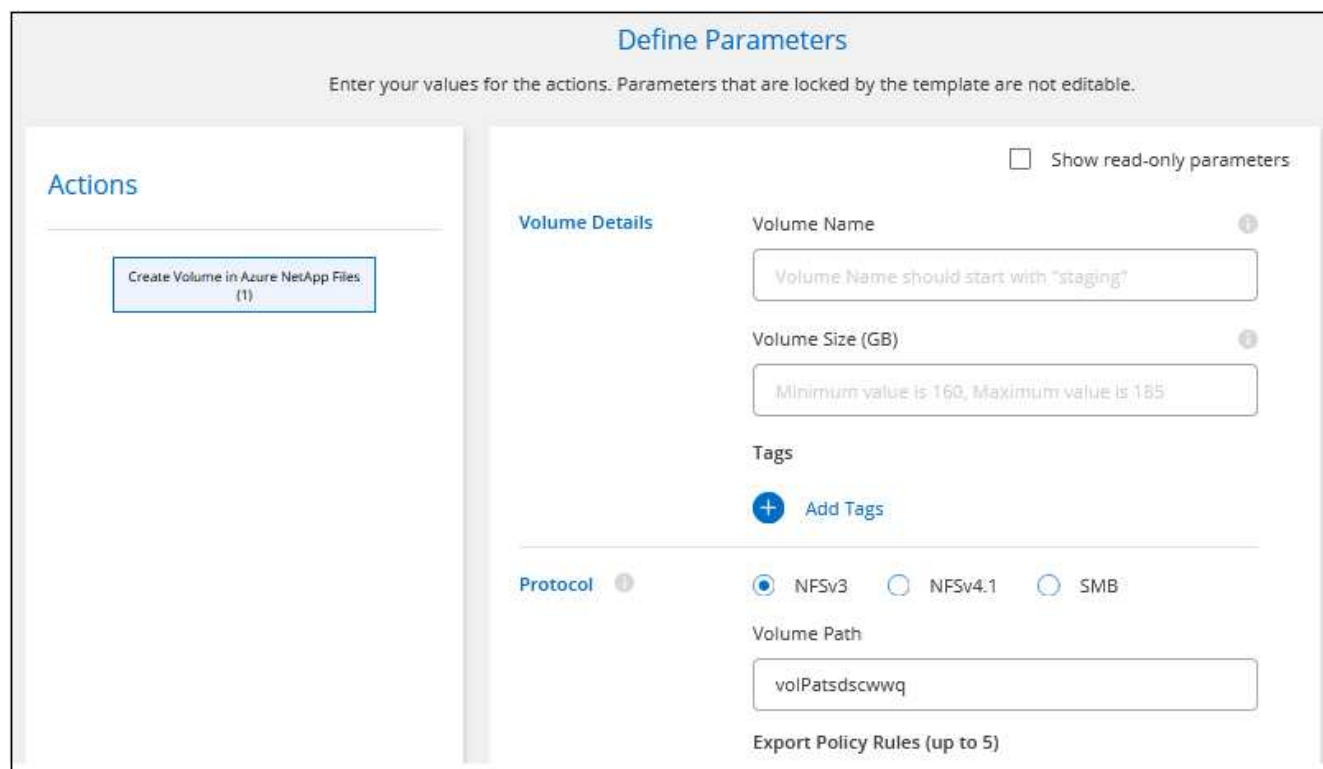 Define Parameters
Enter your values for the actions. Parameters that are locked by the template are not editable.
Actions
Create Volume in Azure NetApp Files
(1)
Show read-only parameters
Volume Details
Volume Name
Volume Name should start with "staging"
Volume Size (GB)
Minimum value is 160, Maximum value is 185
Tags
Add Tags
Protocol
NFSv3 NFSv4.1 SMB
Volume Path
volPatsdscwwq
Export Policy Rules (up to 5)